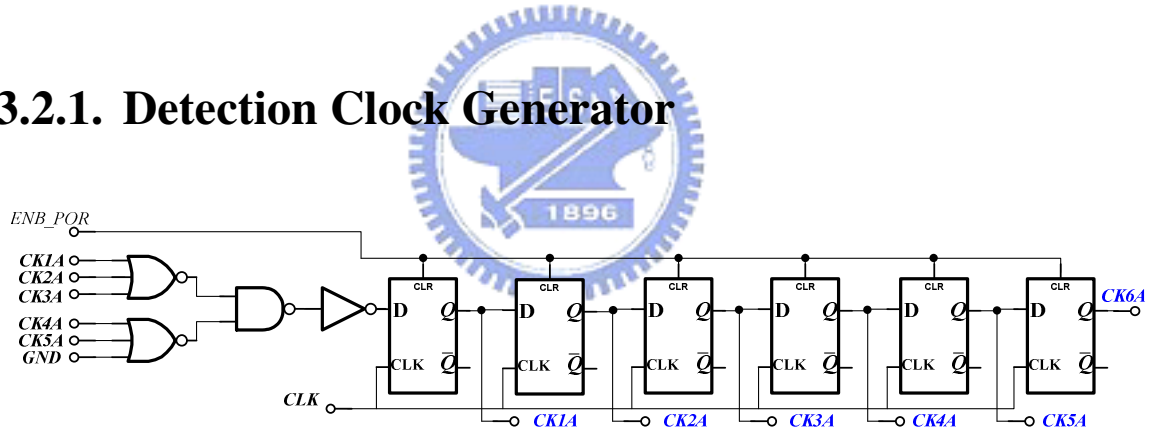 3.2.1. Detection Clock Generator
1896
ENB_POR
CK1A
CK2A
CK3A
CK4A
CK5A
GND
CLR CLR CLR CLR CLR CLR
D Q D Q D Q D Q D Q D Q CK6A
CLK Q̅ CLK Q̅ CLK Q̅ CLK Q̅ CLK Q̅ CLK Q̅
CLK
CK1A CK2A CK3A CK4A CK5A